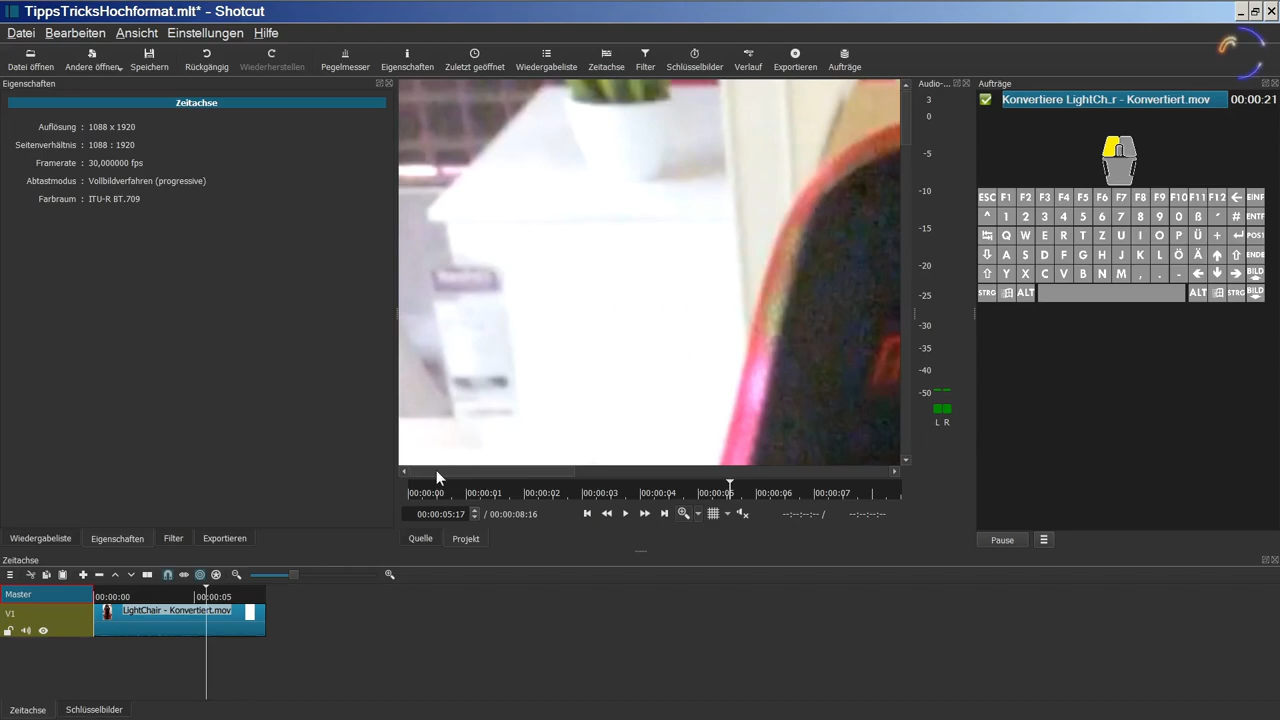 TippsTricksHochformat.mlt* - Shotcut
Datei Bearbeiten Ansicht Einstellungen Hilfe
Datei öffnen Andere öffnen Speichern Rückgängig Wiederherstellen Pegelmesser Eigenschaften Zuletzt geöffnet Wiedergabeliste Zeitachse Filter Schlüsselbilder Verlauf Exportieren Aufträge
Eigenschaften
Zeitachse
Auflösung : 1088 x 1920
Seitenverhältnis : 1088 : 1920
Framerate : 30,000000 fps
Abtastmodus : Vollbildverfahren (progressive)
Farbraum : ITU-R BT.709
Audio-...
3
0
-5
-10
-15
-20
-25
-30
-35
-40
-50
L R
Aufträge
Konvertiere LightCh...r - Konvertiert.mov 00:00:21
ESC F1 F2 F3 F4 F5 F6 F7 F8 F9 F10 F11 F12 EINF
^ 1 2 3 4 5 6 7 8 9 0 ß ´ # ENTF
Q W E R T Z U I O P Ü + POS1
A S D F G H J K L Ö Ä ENDE
Y X C V B N M , . - BILD
STRG ALT ALT STRG BILD
00:00:00 00:00:01 00:00:02 00:00:03 00:00:04 00:00:05 00:00:06 00:00:07
00:00:05:17 / 00:00:08:16 --:--:--:-- / --:--:--:--
Quelle Projekt
Pause
Wiedergabeliste Eigenschaften Filter Exportieren
Zeitachse
Master 00:00:00 00:00:05
V1 LightChair - Konvertiert.mov
Zeitachse Schlüsselbilder